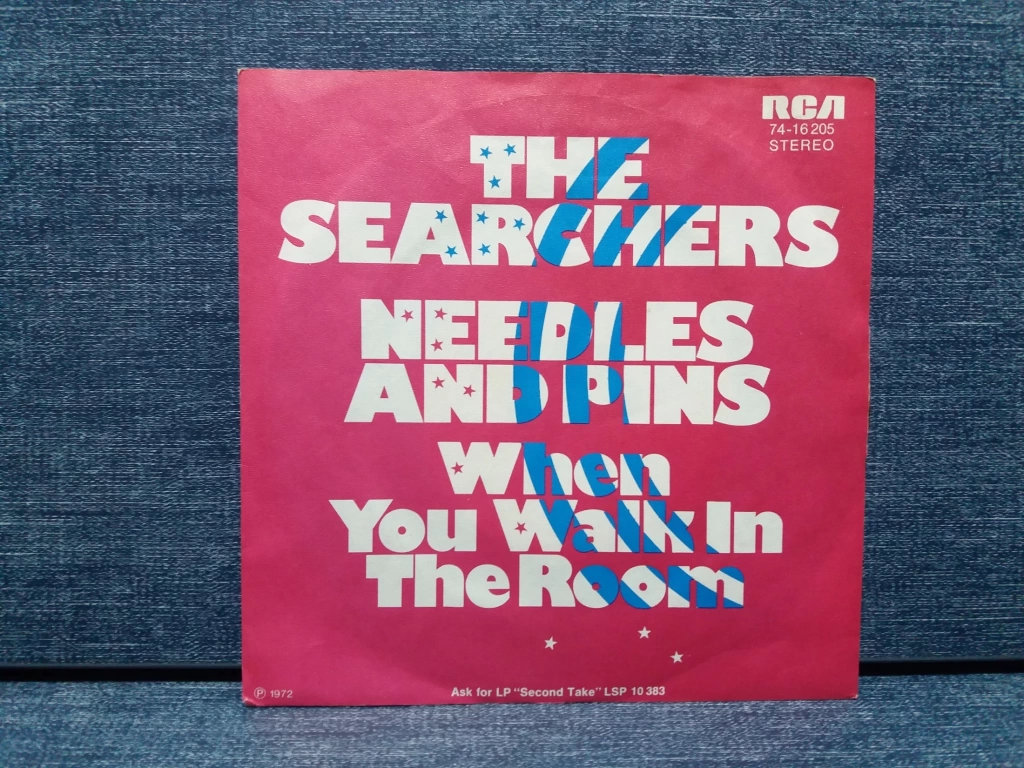 RCA
74-16 205
STEREO
THE
SEARCHERS
NEEDLES
AND PINS
When
You Walk In
The Room
Ask for LP "Second Take" LSP 10 383
℗ 1972